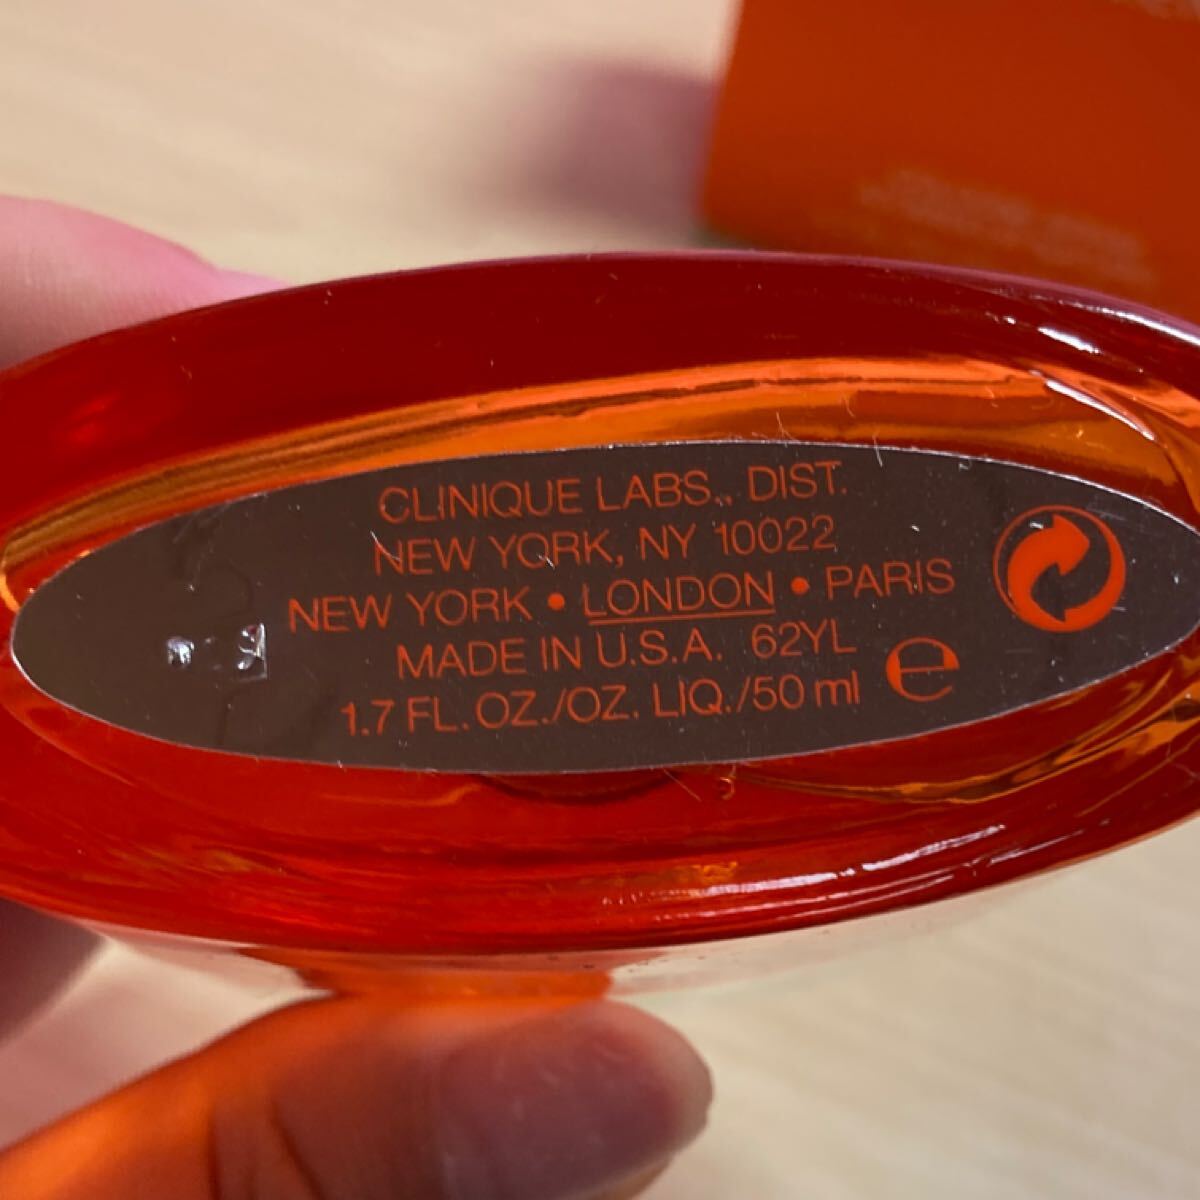 CLINIQUE LABS., DIST.
NEW YORK, NY 10022
NEW YORK • LONDON • PARIS
MADE IN U.S.A. 62YL
1.7 FL. OZ./OZ. LIQ./50 ml e